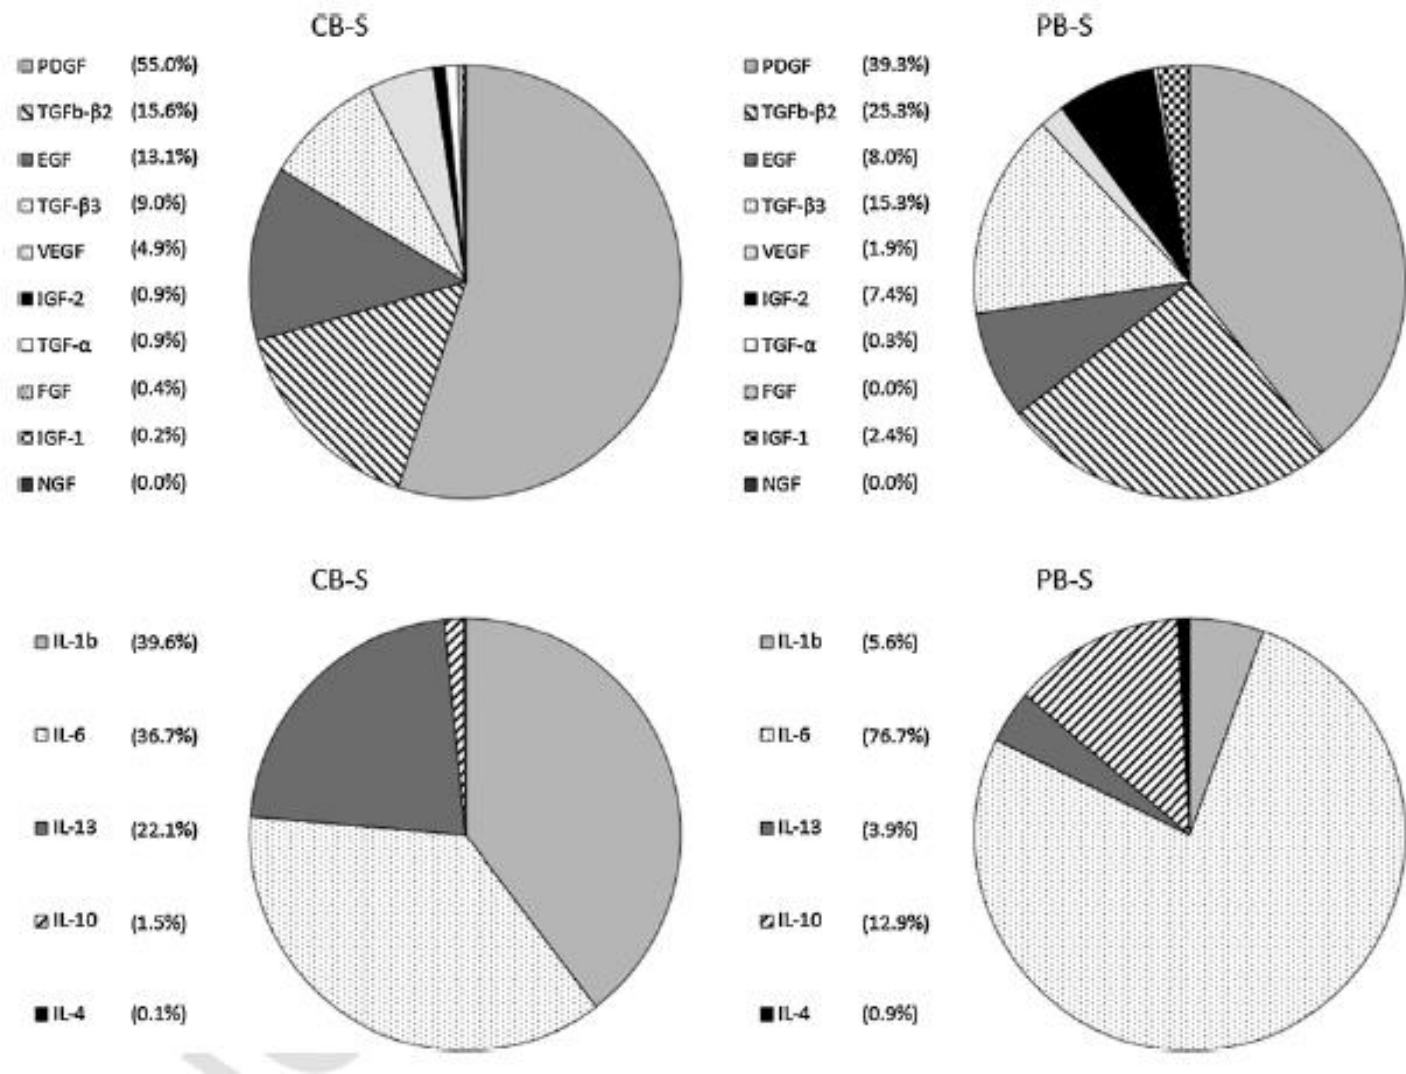 CB-S
PDGF (55.0%)
TGFb-β2 (15.6%)
EGF (13.1%)
TGF-β3 (9.0%)
VEGF (4.9%)
IGF-2 (0.9%)
TGF-α (0.9%)
FGF (0.4%)
IGF-1 (0.2%)
NGF (0.0%)
PB-S
PDGF (39.3%)
TGFb-β2 (25.3%)
EGF (8.0%)
TGF-β3 (15.3%)
VEGF (1.9%)
IGF-2 (7.4%)
TGF-α (0.3%)
FGF (0.0%)
IGF-1 (2.4%)
NGF (0.0%)
CB-S
IL-1b (39.6%)
IL-6 (36.7%)
IL-13 (22.1%)
IL-10 (1.5%)
IL-4 (0.1%)
PB-S
IL-1b (5.6%)
IL-6 (76.7%)
IL-13 (3.9%)
IL-10 (12.9%)
IL-4 (0.9%)